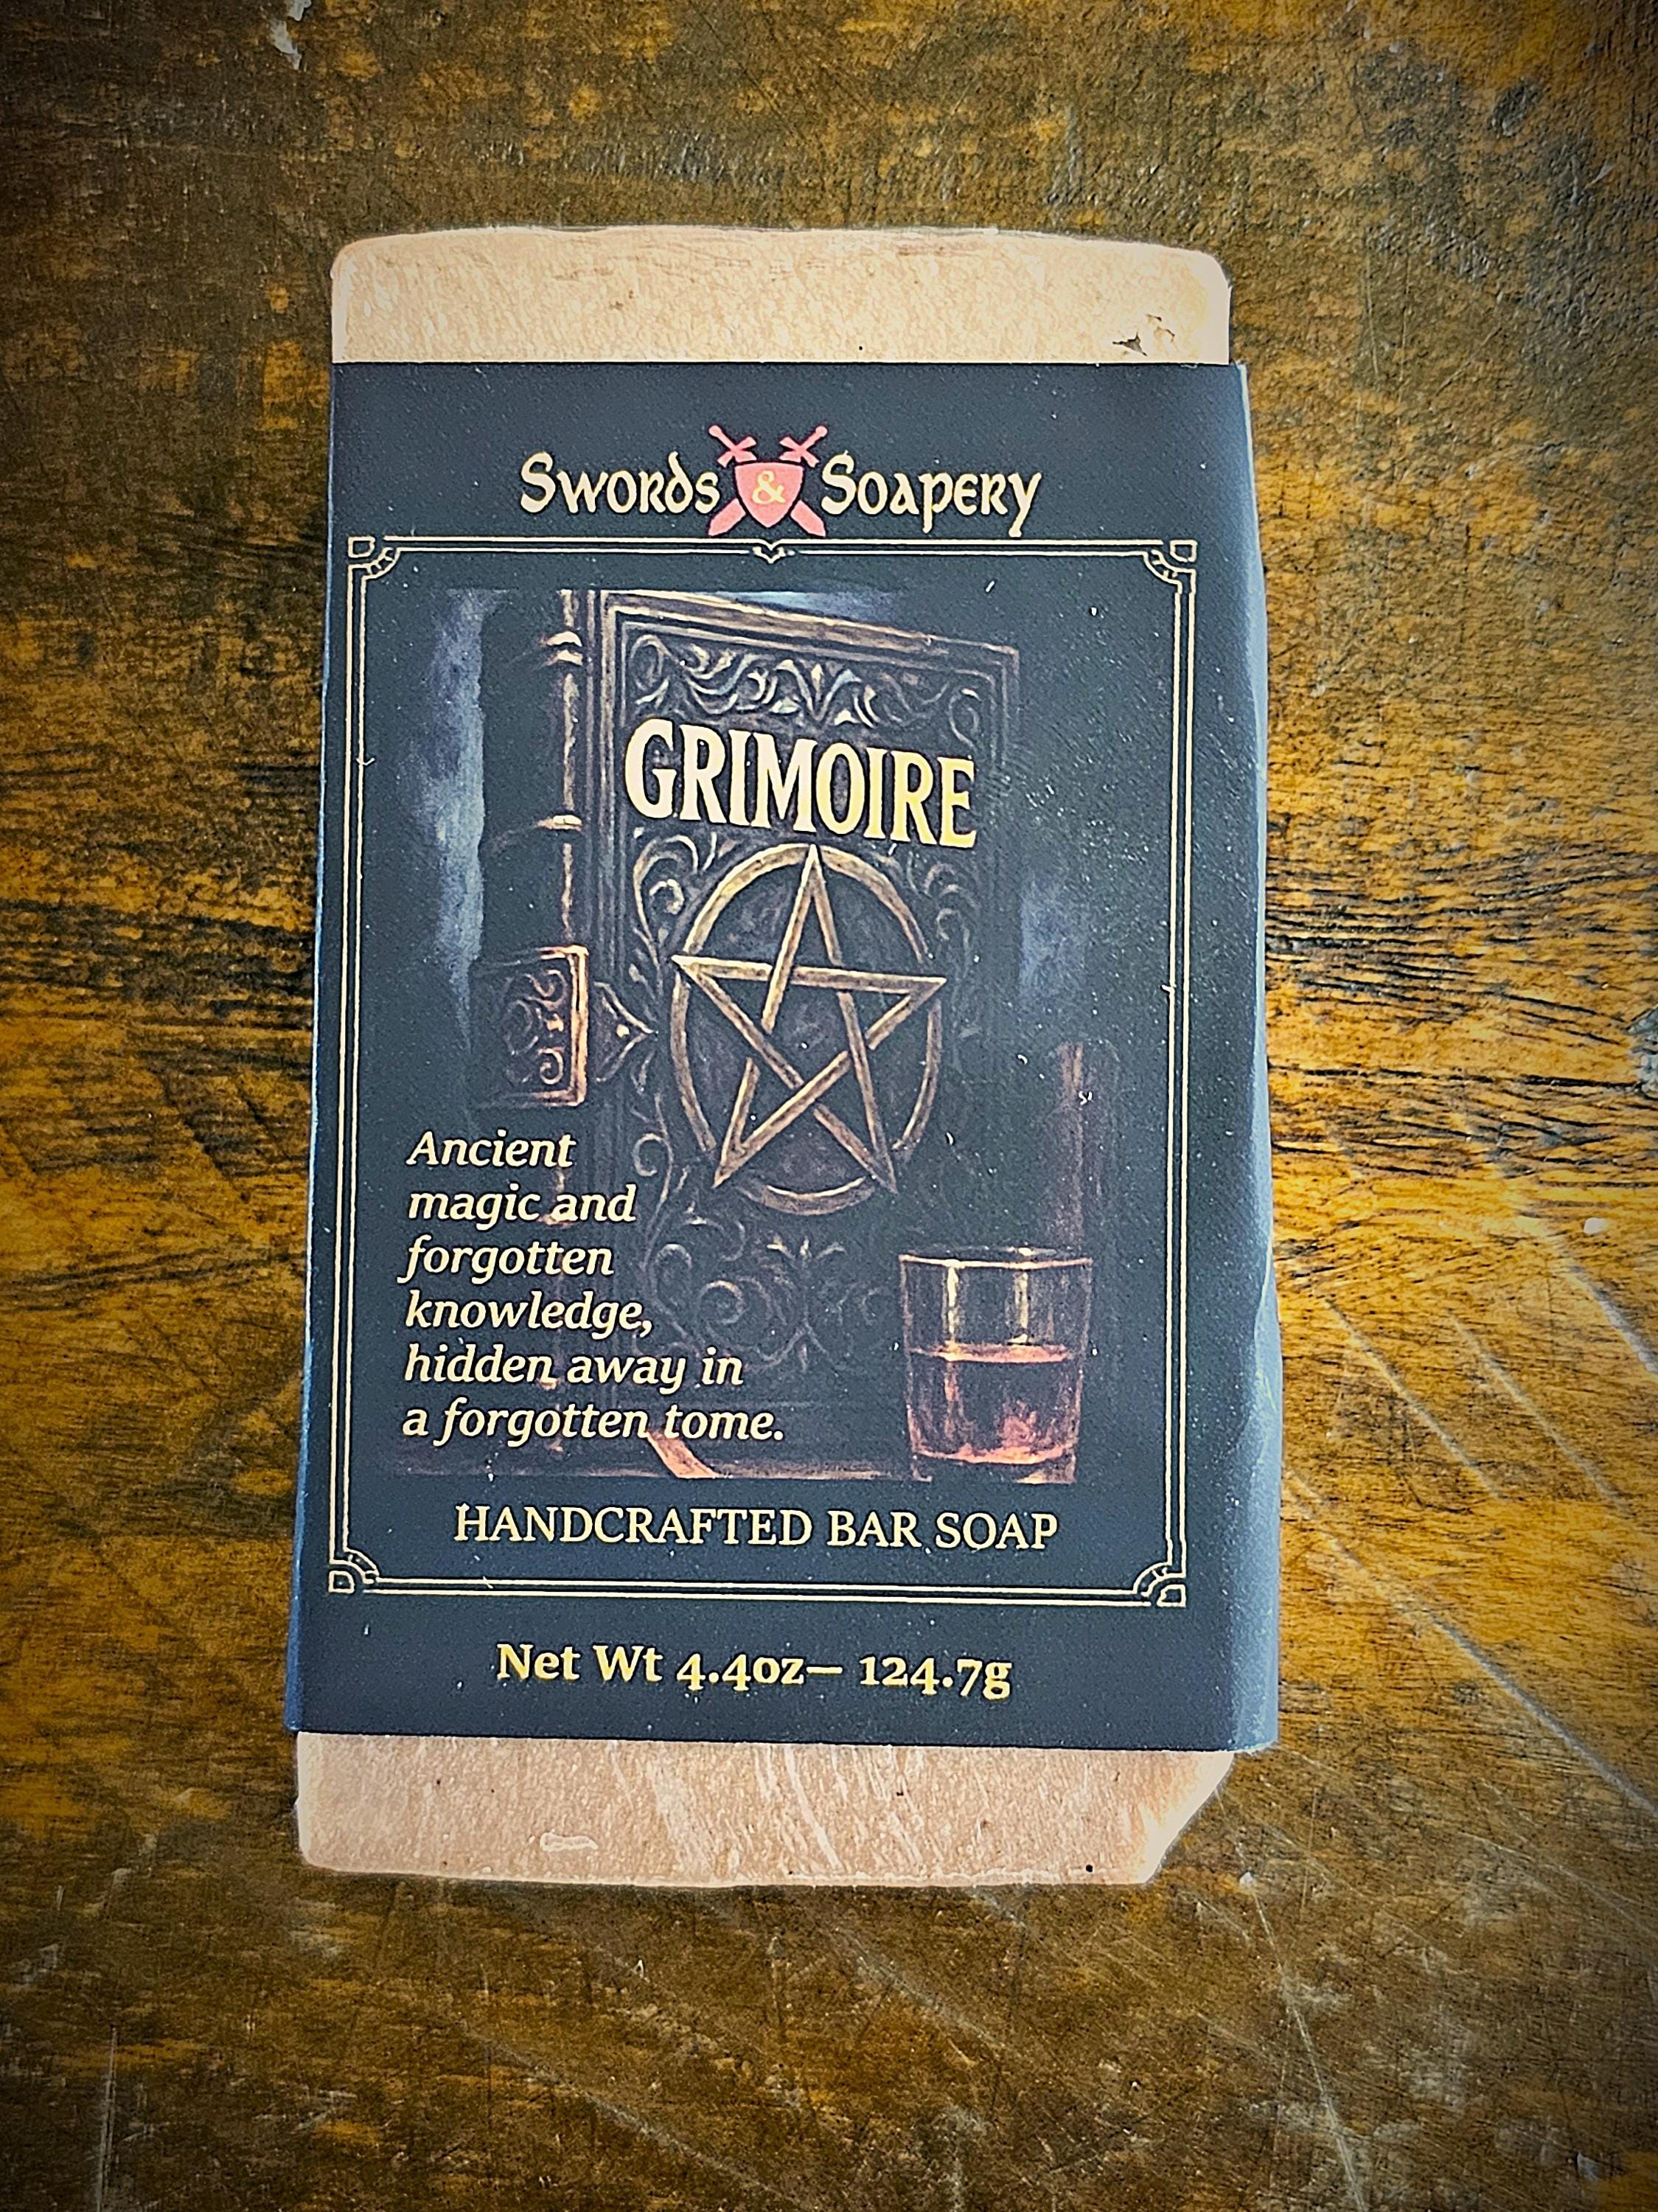 Swords & Soapery
GRIMOIRE
Ancient
magic and
forgotten
knowledge,
hidden away in
a forgotten tome.
HANDCRAFTED BAR SOAP
Net Wt 4.4oz– 124.7g